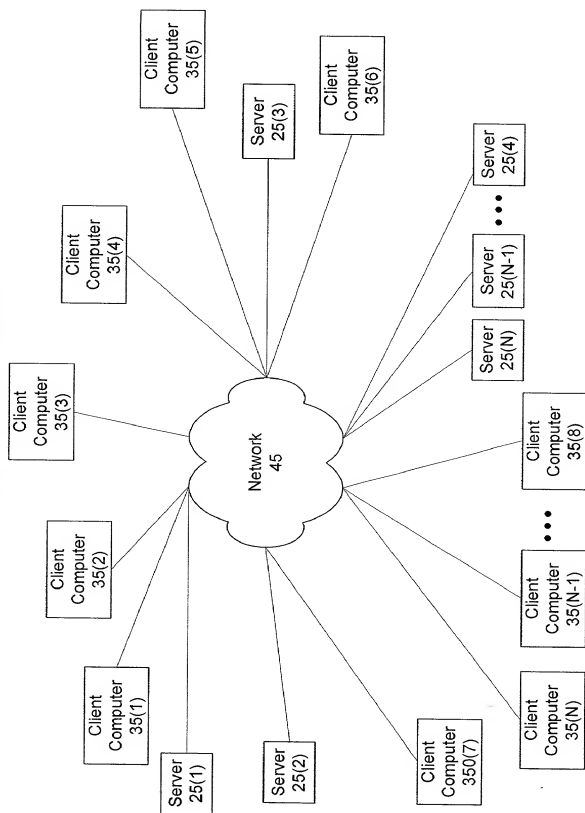 Client
Computer
35(3)
Client
Computer
35(2)
Client
Computer
35(4)
Client
Computer
35(1)
Client
Computer
35(5)
Server
25(1)
Server
25(3)
Network
45
Server
25(2)
Client
Computer
35(6)
Client
Computer
350(7)
Server
25(N)
Server
25(N-1)
•••
Server
25(4)
Client
Computer
35(N)
Client
Computer
35(N-1)
•••
Client
Computer
35(8)